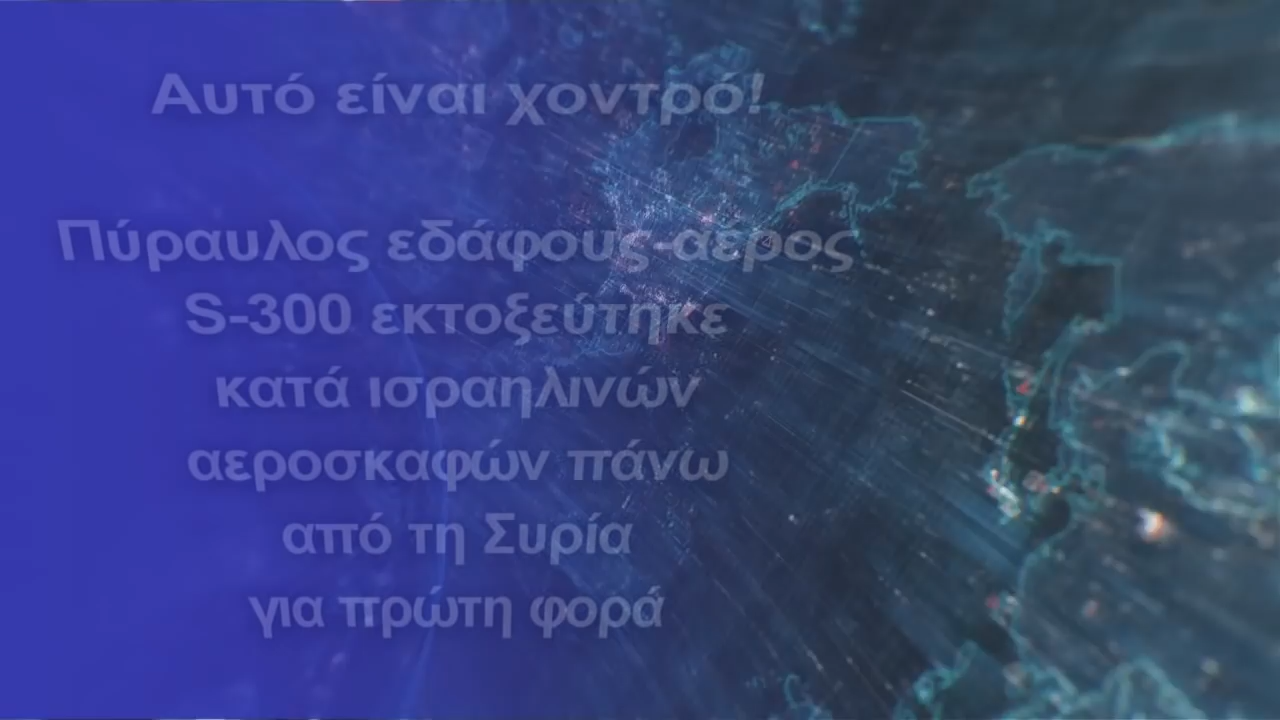 Αυτό είναι χοντρό!
Πύραυλος εδάφους-αέρος
S-300 εκτοξεύτηκε
κατά ισραηλινών
αεροσκαφών πάνω
από τη Συρία
για πρώτη φορά